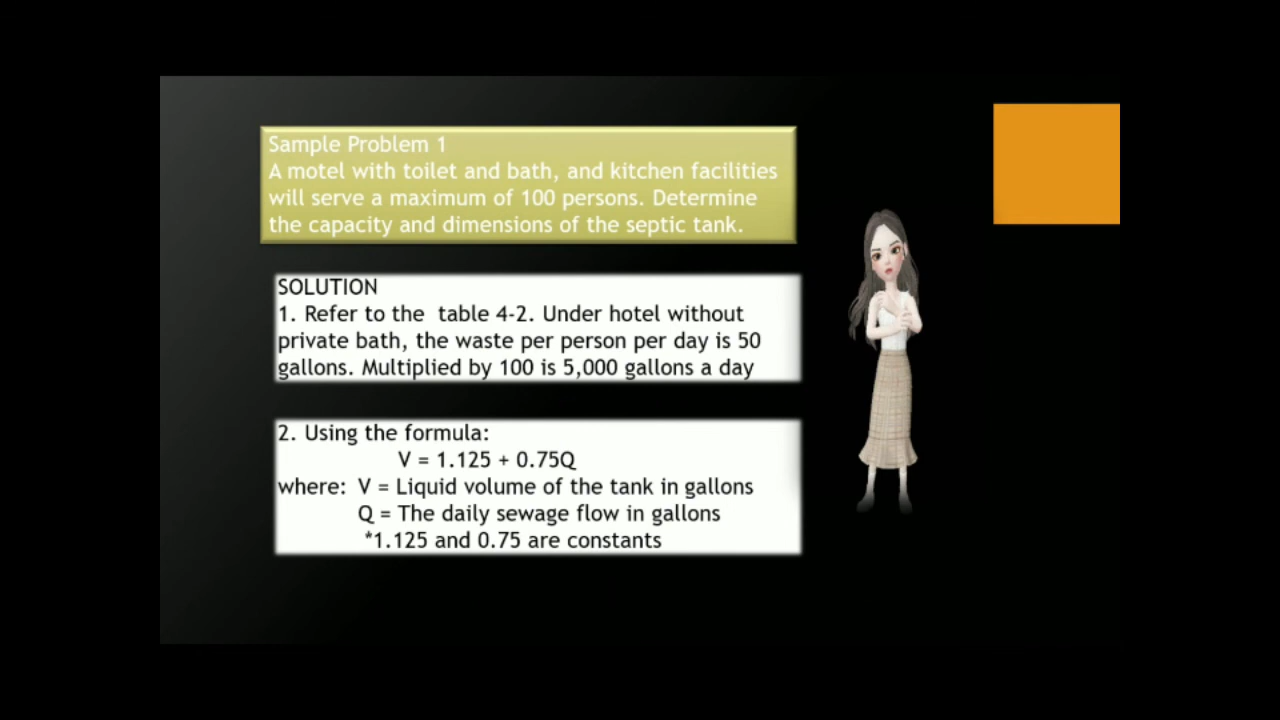 Sample Problem 1
A motel with toilet and bath, and kitchen facilities
will serve a maximum of 100 persons. Determine
the capacity and dimensions of the septic tank.
SOLUTION
1. Refer to the table 4-2. Under hotel without
private bath, the waste per person per day is 50
gallons. Multiplied by 100 is 5,000 gallons a day
2. Using the formula:
V = 1.125 + 0.75Q
where: V = Liquid volume of the tank in gallons
Q = The daily sewage flow in gallons
*1.125 and 0.75 are constants